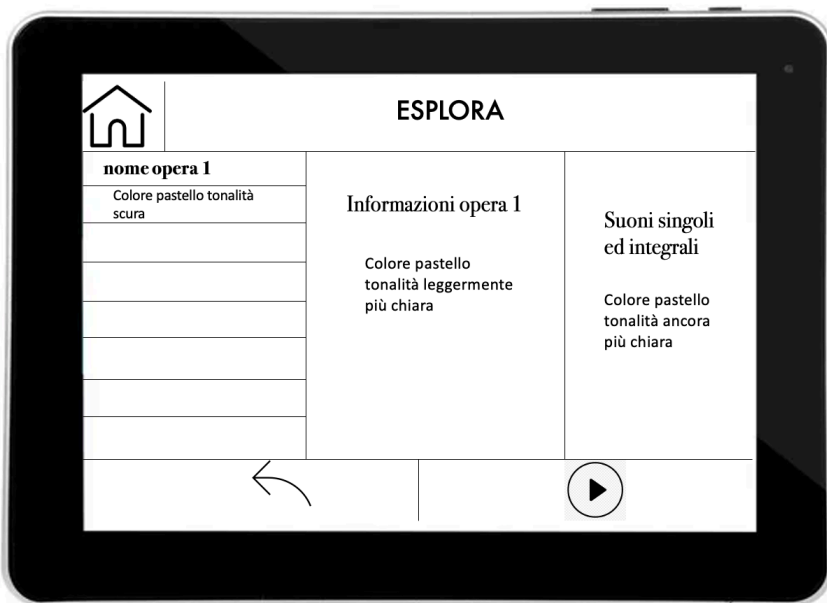 ESPLORA
nome opera 1
Colore pastello tonalità
scura
Informazioni opera 1
Colore pastello
tonalità leggermente
più chiara
Suoni singoli
ed integrali
Colore pastello
tonalità ancora
più chiara